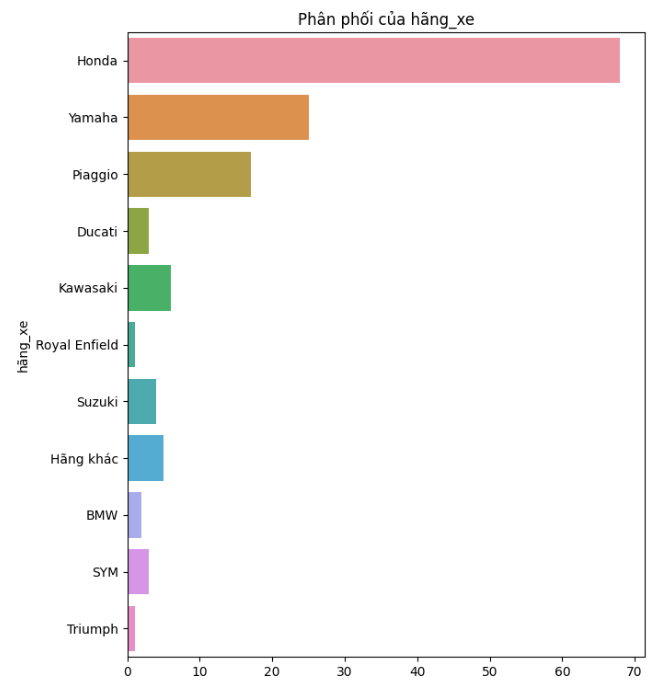 Phân phối của hãng_xe
Honda
Yamaha
Piaggio
Ducati
Kawasaki
hãng_xe
Royal Enfield
Suzuki
Hãng khác
BMW
SYM
Triumph
0 10 20 30 40 50 60 70